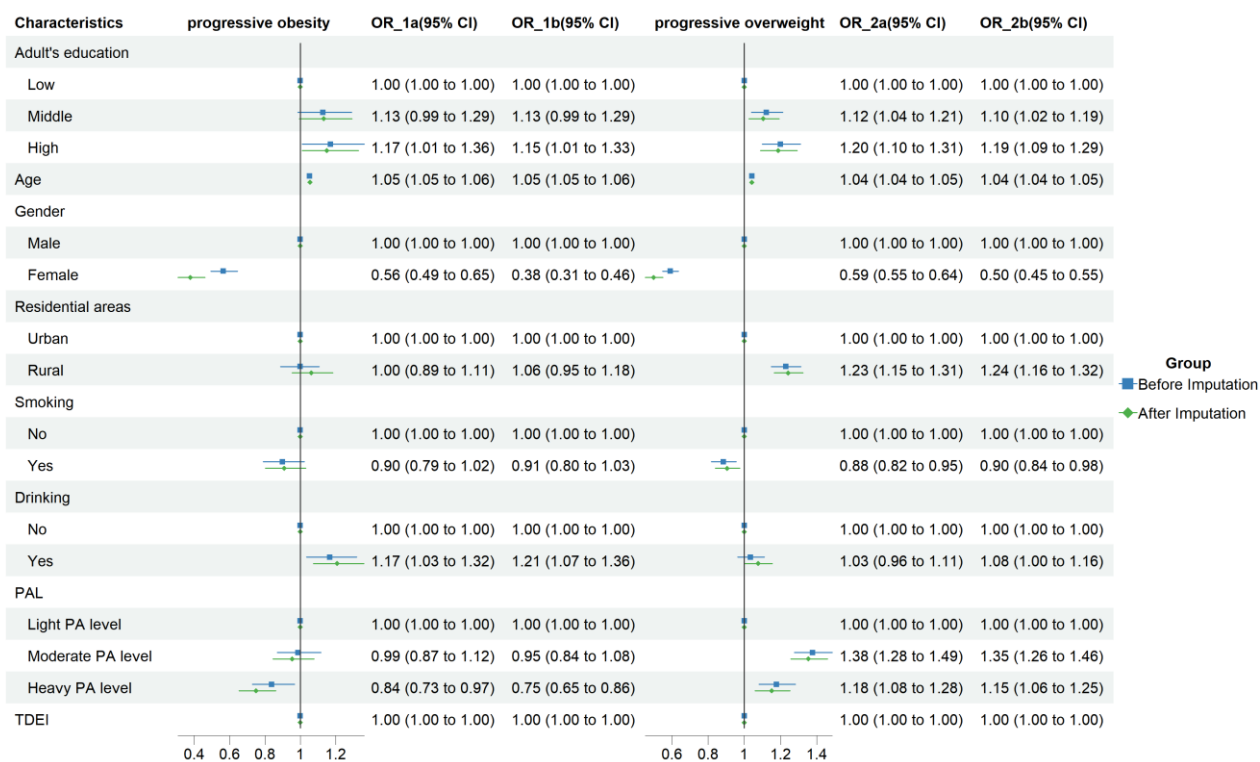 Characteristics progressive obesity OR_1a(95% CI) OR_1b(95% CI) progressive overweight OR_2a(95% CI) OR_2b(95% CI)
Adult's education
Low 1.00 (1.00 to 1.00) 1.00 (1.00 to 1.00) 1.00 (1.00 to 1.00) 1.00 (1.00 to 1.00)
Middle 1.13 (0.99 to 1.29) 1.13 (0.99 to 1.29) 1.12 (1.04 to 1.21) 1.10 (1.02 to 1.19)
High 1.17 (1.01 to 1.36) 1.15 (1.01 to 1.33) 1.20 (1.10 to 1.31) 1.19 (1.09 to 1.29)
Age 1.05 (1.05 to 1.06) 1.05 (1.05 to 1.06) 1.04 (1.04 to 1.05) 1.04 (1.04 to 1.05)
Gender
Male 1.00 (1.00 to 1.00) 1.00 (1.00 to 1.00) 1.00 (1.00 to 1.00) 1.00 (1.00 to 1.00)
Female 0.56 (0.49 to 0.65) 0.38 (0.31 to 0.46) 0.59 (0.55 to 0.64) 0.50 (0.45 to 0.55)
Residential areas
Urban 1.00 (1.00 to 1.00) 1.00 (1.00 to 1.00) 1.00 (1.00 to 1.00) 1.00 (1.00 to 1.00)
Rural 1.00 (0.89 to 1.11) 1.06 (0.95 to 1.18) 1.23 (1.15 to 1.31) 1.24 (1.16 to 1.32)
Smoking
No 1.00 (1.00 to 1.00) 1.00 (1.00 to 1.00) 1.00 (1.00 to 1.00) 1.00 (1.00 to 1.00)
Yes 0.90 (0.79 to 1.02) 0.91 (0.80 to 1.03) 0.88 (0.82 to 0.95) 0.90 (0.84 to 0.98)
Drinking
No 1.00 (1.00 to 1.00) 1.00 (1.00 to 1.00) 1.00 (1.00 to 1.00) 1.00 (1.00 to 1.00)
Yes 1.17 (1.03 to 1.32) 1.21 (1.07 to 1.36) 1.03 (0.96 to 1.11) 1.08 (1.00 to 1.16)
PAL
Light PA level 1.00 (1.00 to 1.00) 1.00 (1.00 to 1.00) 1.00 (1.00 to 1.00) 1.00 (1.00 to 1.00)
Moderate PA level 0.99 (0.87 to 1.12) 0.95 (0.84 to 1.08) 1.38 (1.28 to 1.49) 1.35 (1.26 to 1.46)
Heavy PA level 0.84 (0.73 to 0.97) 0.75 (0.65 to 0.86) 1.18 (1.08 to 1.28) 1.15 (1.06 to 1.25)
TDEI 1.00 (1.00 to 1.00) 1.00 (1.00 to 1.00) 1.00 (1.00 to 1.00) 1.00 (1.00 to 1.00)
0.4 0.6 0.8 1 1.2 0.6 0.8 1 1.2 1.4
Group
Before Imputation
After Imputation